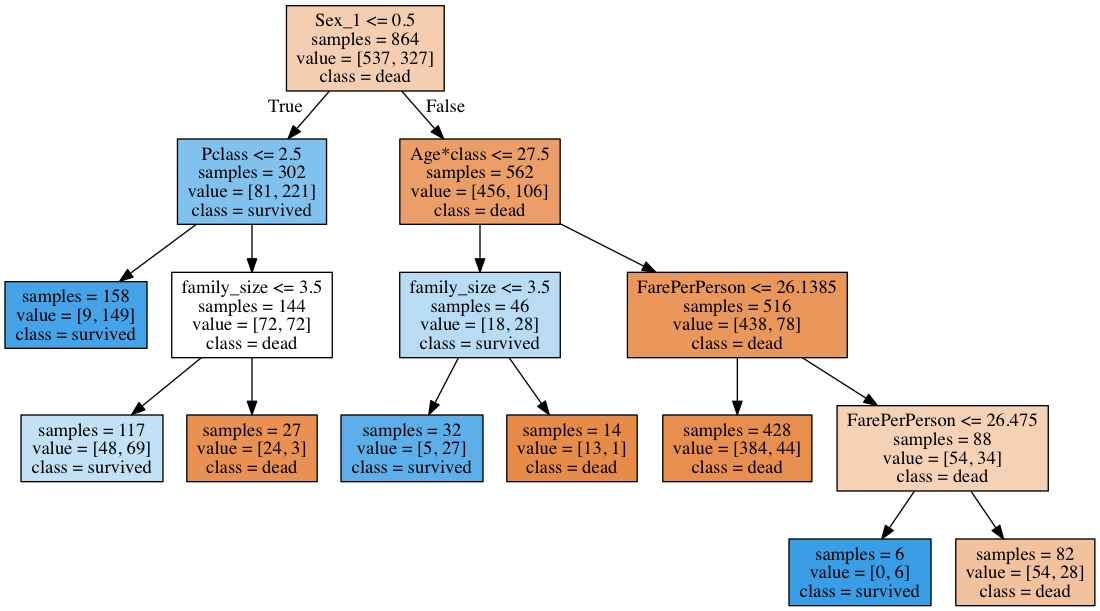 Sex_1 <= 0.5
samples = 864
value = [537, 327]
class = dead
True
False
Pclass <= 2.5
samples = 302
value = [81, 221]
class = survived
Age*class <= 27.5
samples = 562
value = [456, 106]
class = dead
samples = 158
value = [9, 149]
class = survived
family_size <= 3.5
samples = 144
value = [72, 72]
class = dead
family_size <= 3.5
samples = 46
value = [18, 28]
class = survived
FarePerPerson <= 26.1385
samples = 516
value = [438, 78]
class = dead
samples = 117
value = [48, 69]
class = survived
samples = 27
value = [24, 3]
class = dead
samples = 32
value = [5, 27]
class = survived
samples = 14
value = [13, 1]
class = dead
samples = 428
value = [384, 44]
class = dead
FarePerPerson <= 26.475
samples = 88
value = [54, 34]
class = dead
samples = 6
value = [0, 6]
class = survived
samples = 82
value = [54, 28]
class = dead